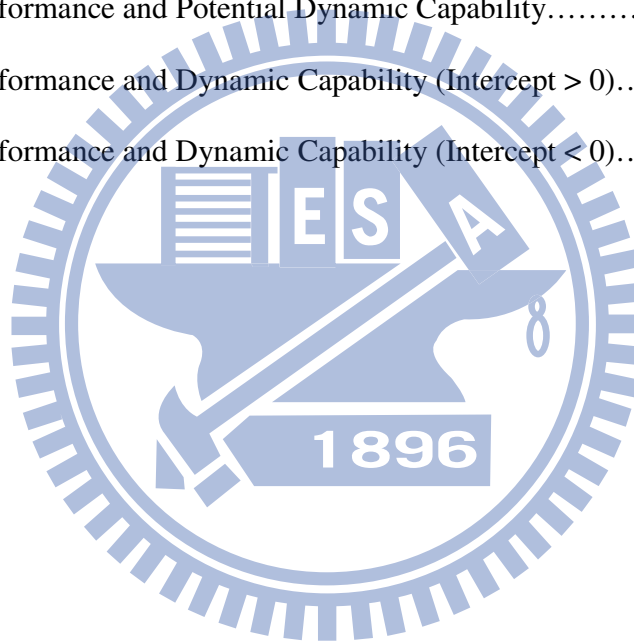 formance and Potential Dynamic Capability………
formance and Dynamic Capability (Intercept > 0)…
formance and Dynamic Capability (Intercept < 0)…
E S A
1896